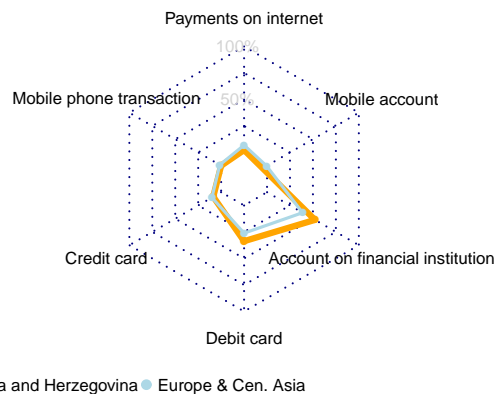 Payments on internet
100%
Mobile phone transaction
50%
Mobile account
Credit card
Account on financial institution
Debit card
a and Herzegovina
Europe & Cen. Asia